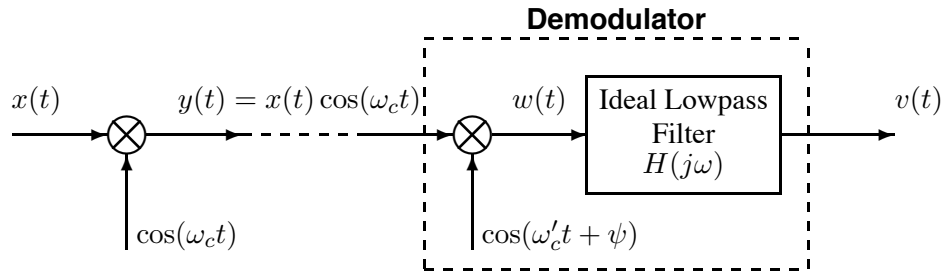 Demodulator
x(t)
y(t) = x(t) cos(ω_c t)
w(t)
Ideal Lowpass
Filter
H(jω)
v(t)
cos(ω_c t)
cos(ω′_c t + ψ)